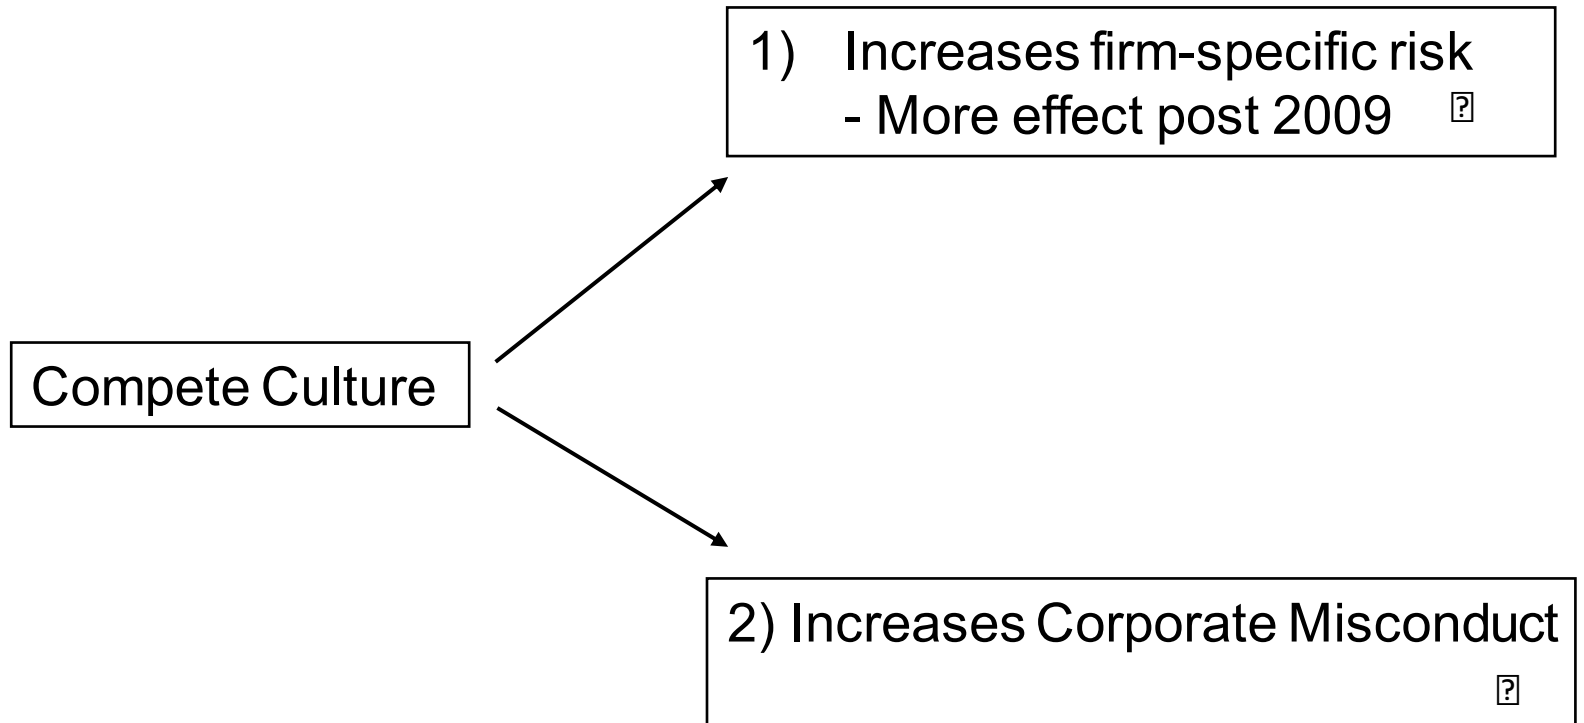 1) Increases firm-specific risk
- More effect post 2009 
Compete Culture
2) Increases Corporate Misconduct